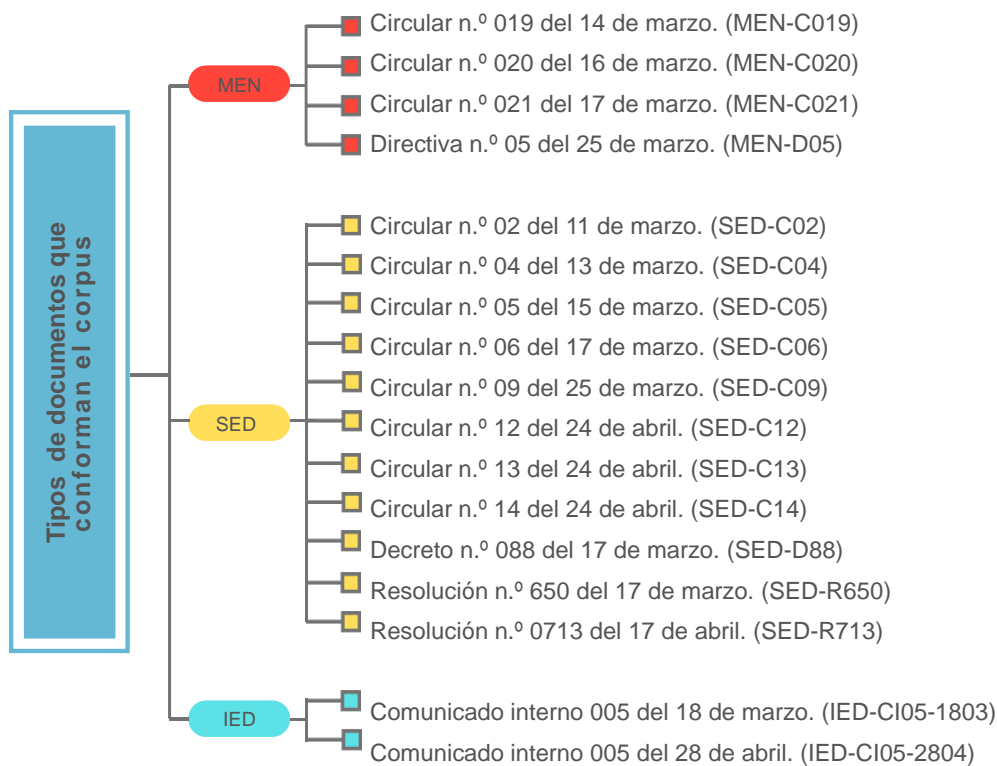 Tipos de documentos que
conforman el corpus
MEN
Circular n.º 019 del 14 de marzo. (MEN-C019)
Circular n.º 020 del 16 de marzo. (MEN-C020)
Circular n.º 021 del 17 de marzo. (MEN-C021)
Directiva n.º 05 del 25 de marzo. (MEN-D05)
SED
Circular n.º 02 del 11 de marzo. (SED-C02)
Circular n.º 04 del 13 de marzo. (SED-C04)
Circular n.º 05 del 15 de marzo. (SED-C05)
Circular n.º 06 del 17 de marzo. (SED-C06)
Circular n.º 09 del 25 de marzo. (SED-C09)
Circular n.º 12 del 24 de abril. (SED-C12)
Circular n.º 13 del 24 de abril. (SED-C13)
Circular n.º 14 del 24 de abril. (SED-C14)
Decreto n.º 088 del 17 de marzo. (SED-D88)
Resolución n.º 650 del 17 de marzo. (SED-R650)
Resolución n.º 0713 del 17 de abril. (SED-R713)
IED
Comunicado interno 005 del 18 de marzo. (IED-CI05-1803)
Comunicado interno 005 del 28 de abril. (IED-CI05-2804)